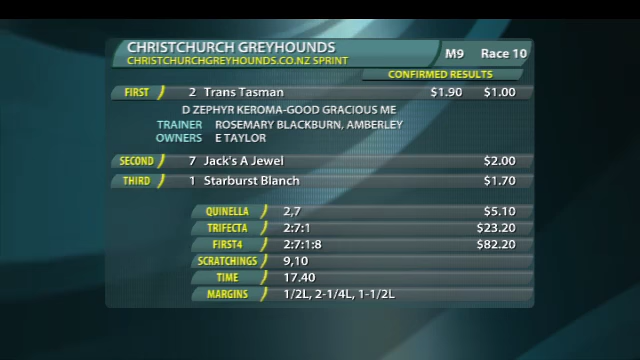 CHRISTCHURCH GREYHOUNDS
CHRISTCHURCHGREYHOUNDS.CO.NZ SPRINT
M9 Race 10
CONFIRMED RESULTS
FIRST 2 Trans Tasman $1.90 $1.00
D ZEPHYR KEROMA-GOOD GRACIOUS ME
TRAINER ROSEMARY BLACKBURN, AMBERLEY
OWNERS E TAYLOR
SECOND 7 Jack's A Jewel $2.00
THIRD 1 Starburst Blanch $1.70
QUINELLA 2,7 $5.10
TRIFECTA 2:7:1 $23.20
FIRST4 2:7:1:8 $82.20
SCRATCHINGS 9,10
TIME 17.40
MARGINS 1/2L, 2-1/4L, 1-1/2L